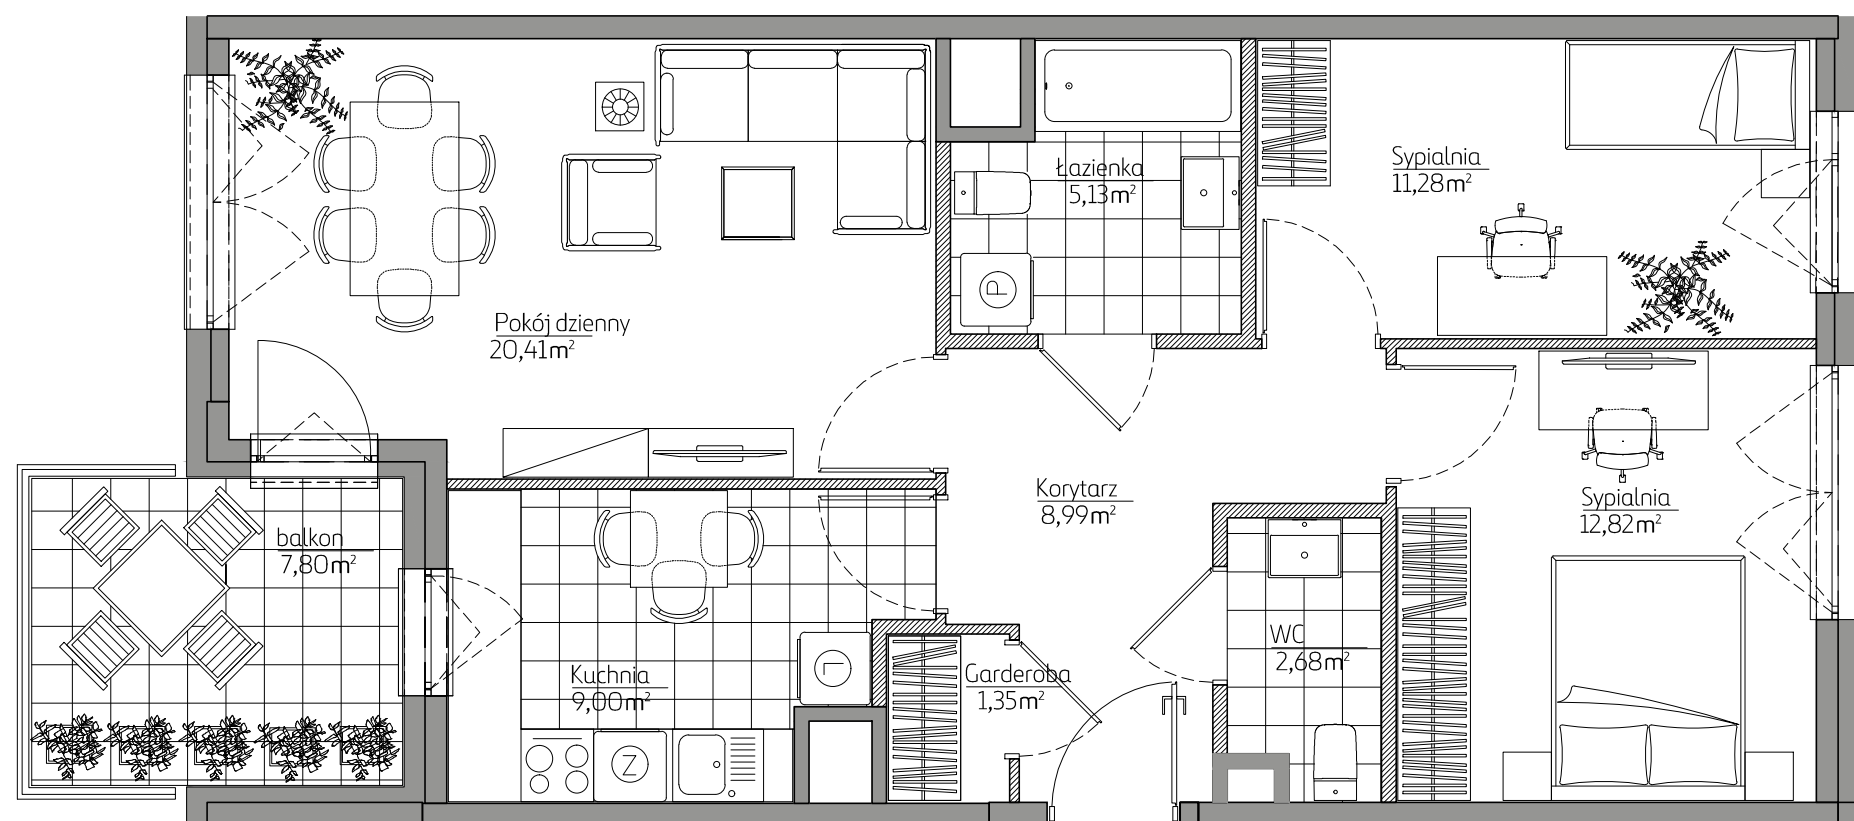 Łazienka
5,13m²
Sypialnia
11,28m²
P
Pokój dzienny
20,41m²
Korytarz
8,99m²
Sypialnia
12,82m²
balkon
7,80m²
WC
2,68m²
Kuchnia
9,00m²
L
Garderoba
1,35m²
Z